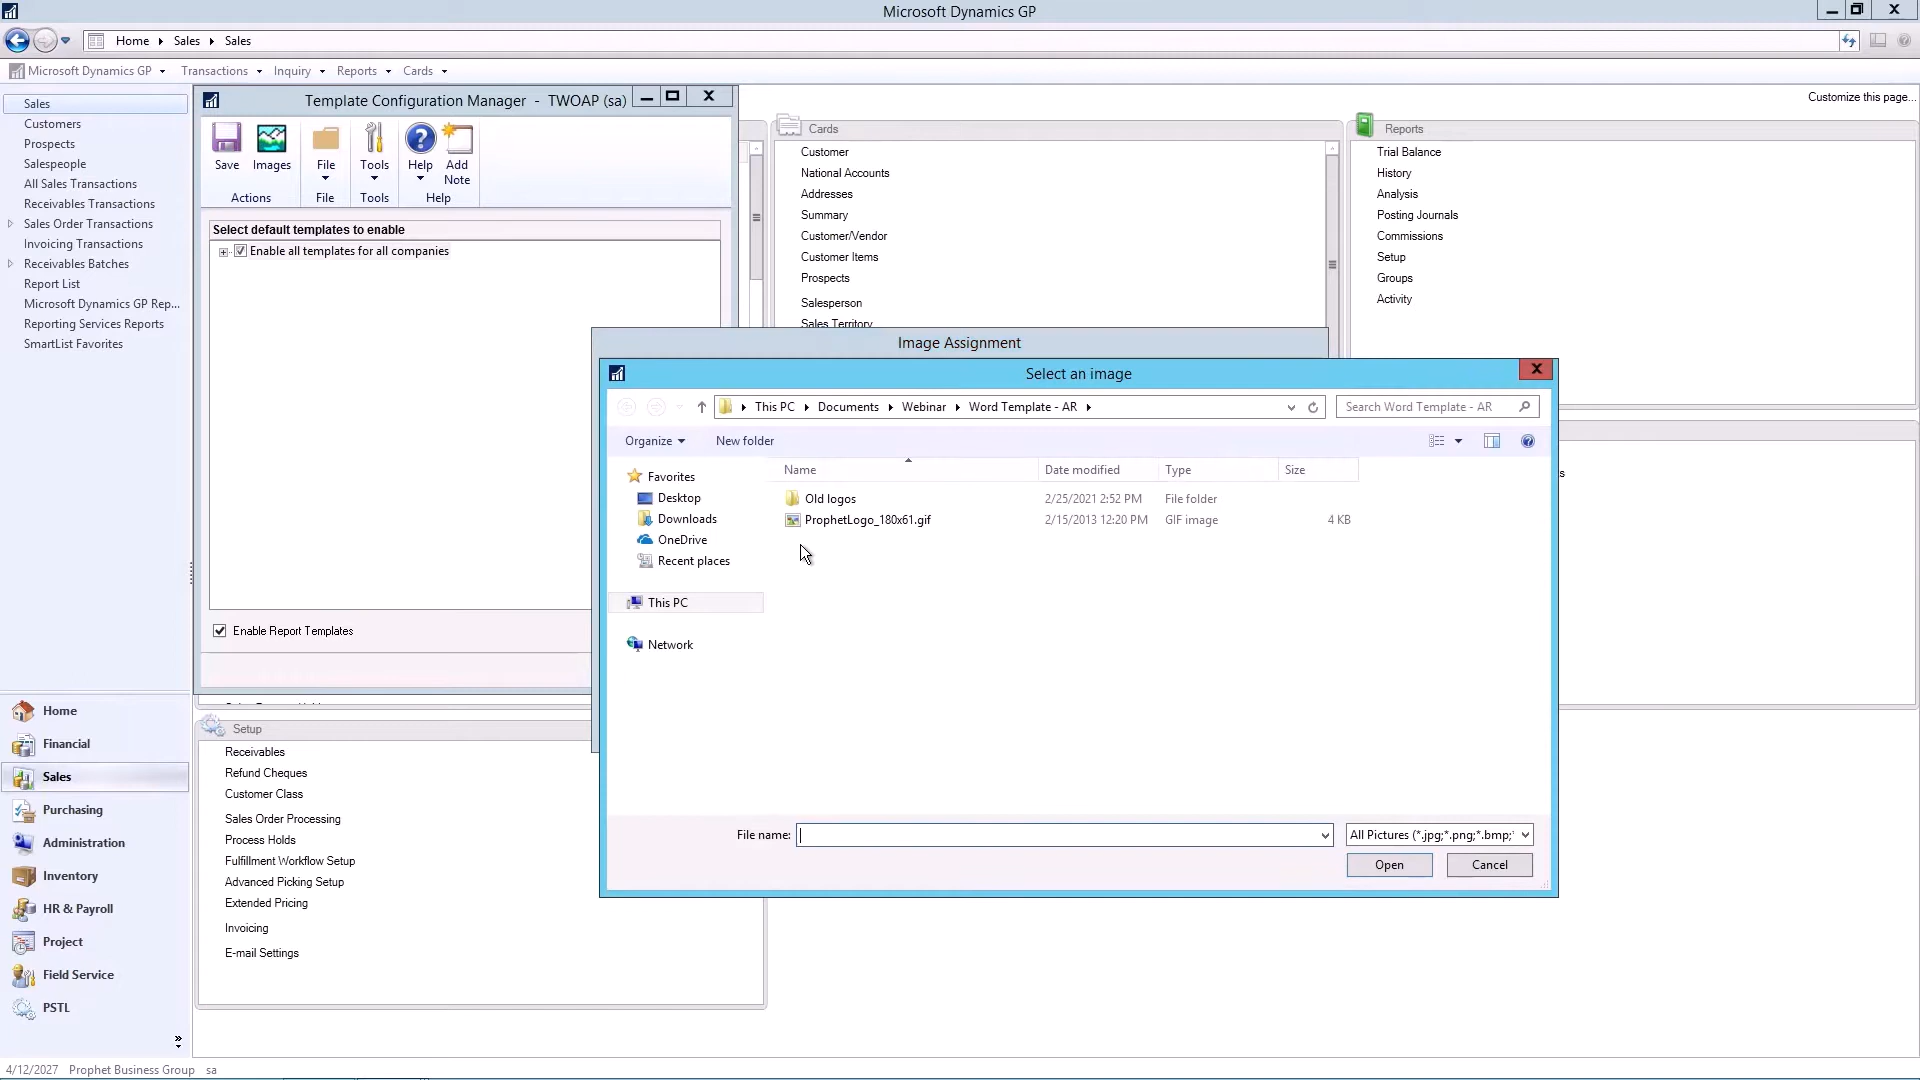 Microsoft Dynamics GP
Home Sales Sales
Microsoft Dynamics GP Transactions Inquiry Reports Cards
Customize this page...
Sales
Customers
Prospects
Salespeople
All Sales Transactions
Receivables Transactions
Sales Order Transactions
Invoicing Transactions
Receivables Batches
Report List
Microsoft Dynamics GP Rep...
Reporting Services Reports
SmartList Favorites
Template Configuration Manager - TWOAP (sa)
Save Images File Tools Help Add Note
Actions File Tools Help
Select default templates to enable
Enable all templates for all companies
Enable Report Templates
Cards
Customer
National Accounts
Addresses
Summary
Customer/Vendor
Customer Items
Prospects
Salesperson
Sales Territory
Reports
Trial Balance
History
Analysis
Posting Journals
Commissions
Setup
Groups
Activity
Image Assignment
Select an image
This PC Documents Webinar Word Template - AR
Search Word Template - AR
Organize New folder
Favorites
Desktop
Downloads
OneDrive
Recent places
This PC
Network
Name Date modified Type Size
Old logos 2/25/2021 2:52 PM File folder
ProphetLogo_180x61.gif 2/15/2013 12:20 PM GIF image 4 KB
File name:
All Pictures (*.jpg;*.png;*.bmp;
Open Cancel
Setup
Receivables
Refund Cheques
Customer Class
Sales Order Processing
Process Holds
Fulfillment Workflow Setup
Advanced Picking Setup
Extended Pricing
Invoicing
E-mail Settings
Home
Financial
Sales
Purchasing
Administration
Inventory
HR & Payroll
Project
Field Service
PSTL
4/12/2027 Prophet Business Group sa